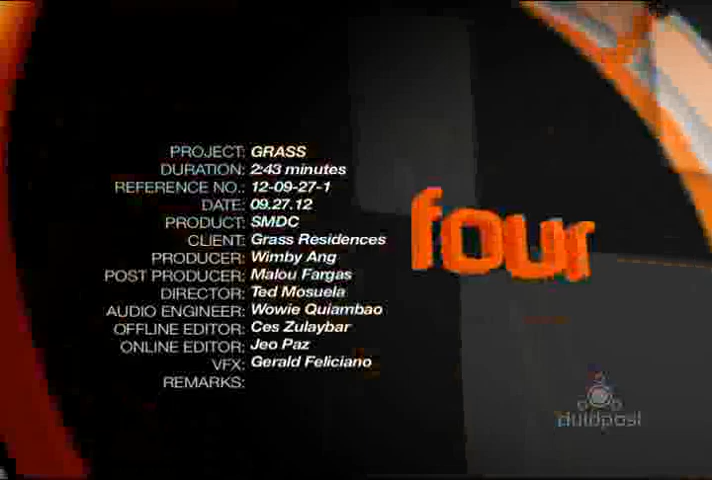 PROJECT: GRASS
DURATION: 2:43 minutes
REFERENCE NO.: 12-09-27-1
DATE: 09.27.12
PRODUCT: SMDC
CLIENT: Grass Residences
PRODUCER: Wimby Ang
POST PRODUCER: Malou Fargas
DIRECTOR: Ted Mosuela
AUDIO ENGINEER: Wowie Quiambao
OFFLINE EDITOR: Ces Zulaybar
ONLINE EDITOR: Jeo Paz
VFX: Gerald Feliciano
REMARKS:
four